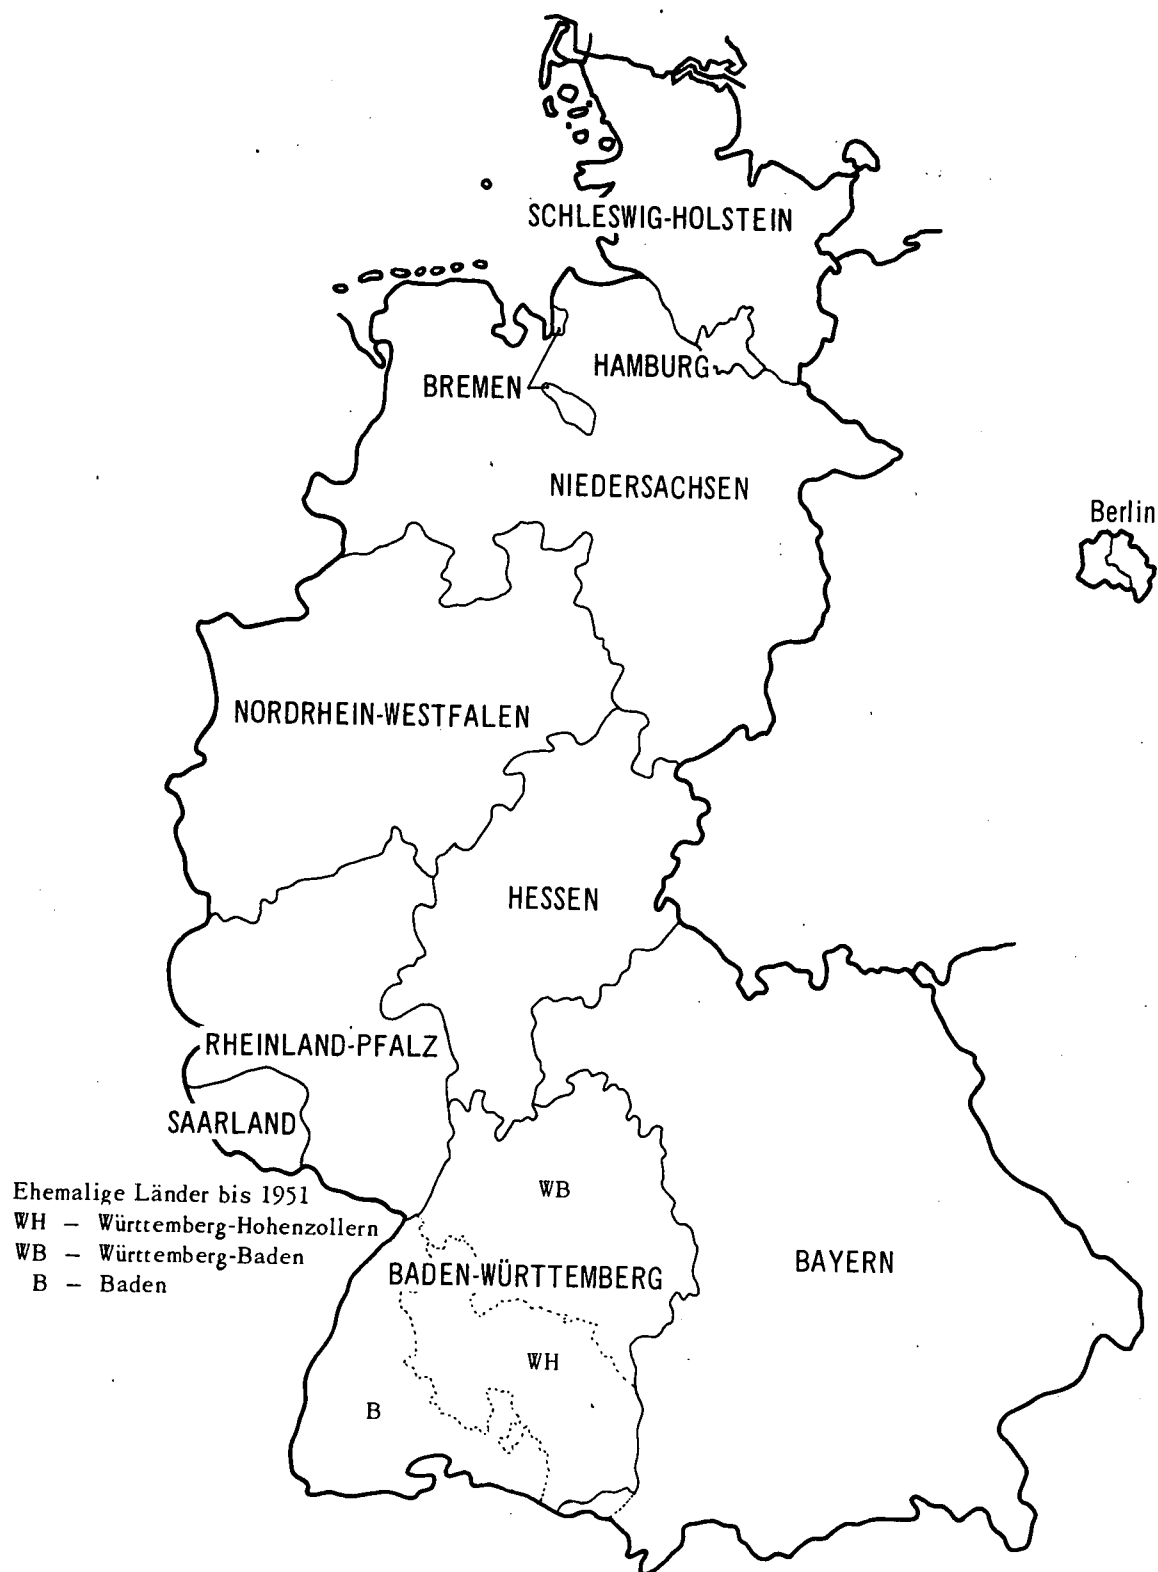 SCHLESWIG-HOLSTEIN
HAMBURG
BREMEN
NIEDERSACHSEN
Berlin
NORDRHEIN-WESTFALEN
HESSEN
RHEINLAND-PFALZ
SAARLAND
Ehemalige Länder bis 1951
WH – Württemberg-Hohenzollern
WB – Württemberg-Baden
B – Baden
WB
BADEN-WÜRTTEMBERG
BAYERN
WH
B